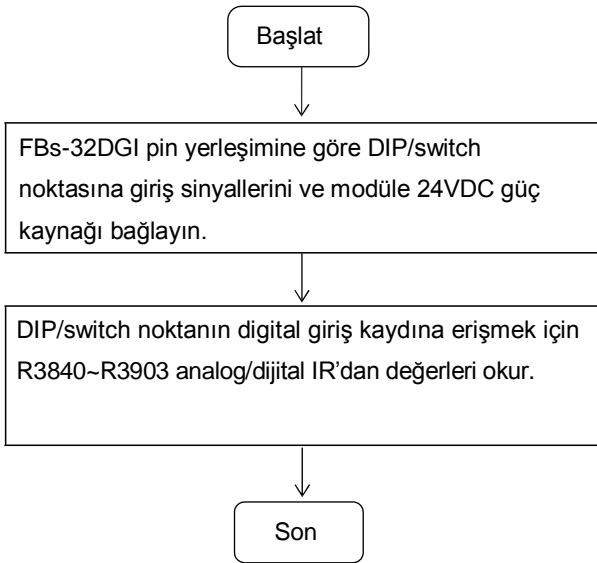 Başlat
FBs-32DGI pin yerleşimine göre DIP/switch
noktasına giriş sinyallerini ve modüle 24VDC güç
kaynağı bağlayın.
DIP/switch noktanın digital giriş kaydına erişmek için
R3840~R3903 analog/dijital IR’dan değerleri okur.
Son